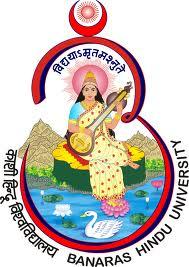 विद्ययाऽमृतमश्नुते
काशी हिन्दू विश्वविद्यालय
BANARAS HINDU UNIVERSITY